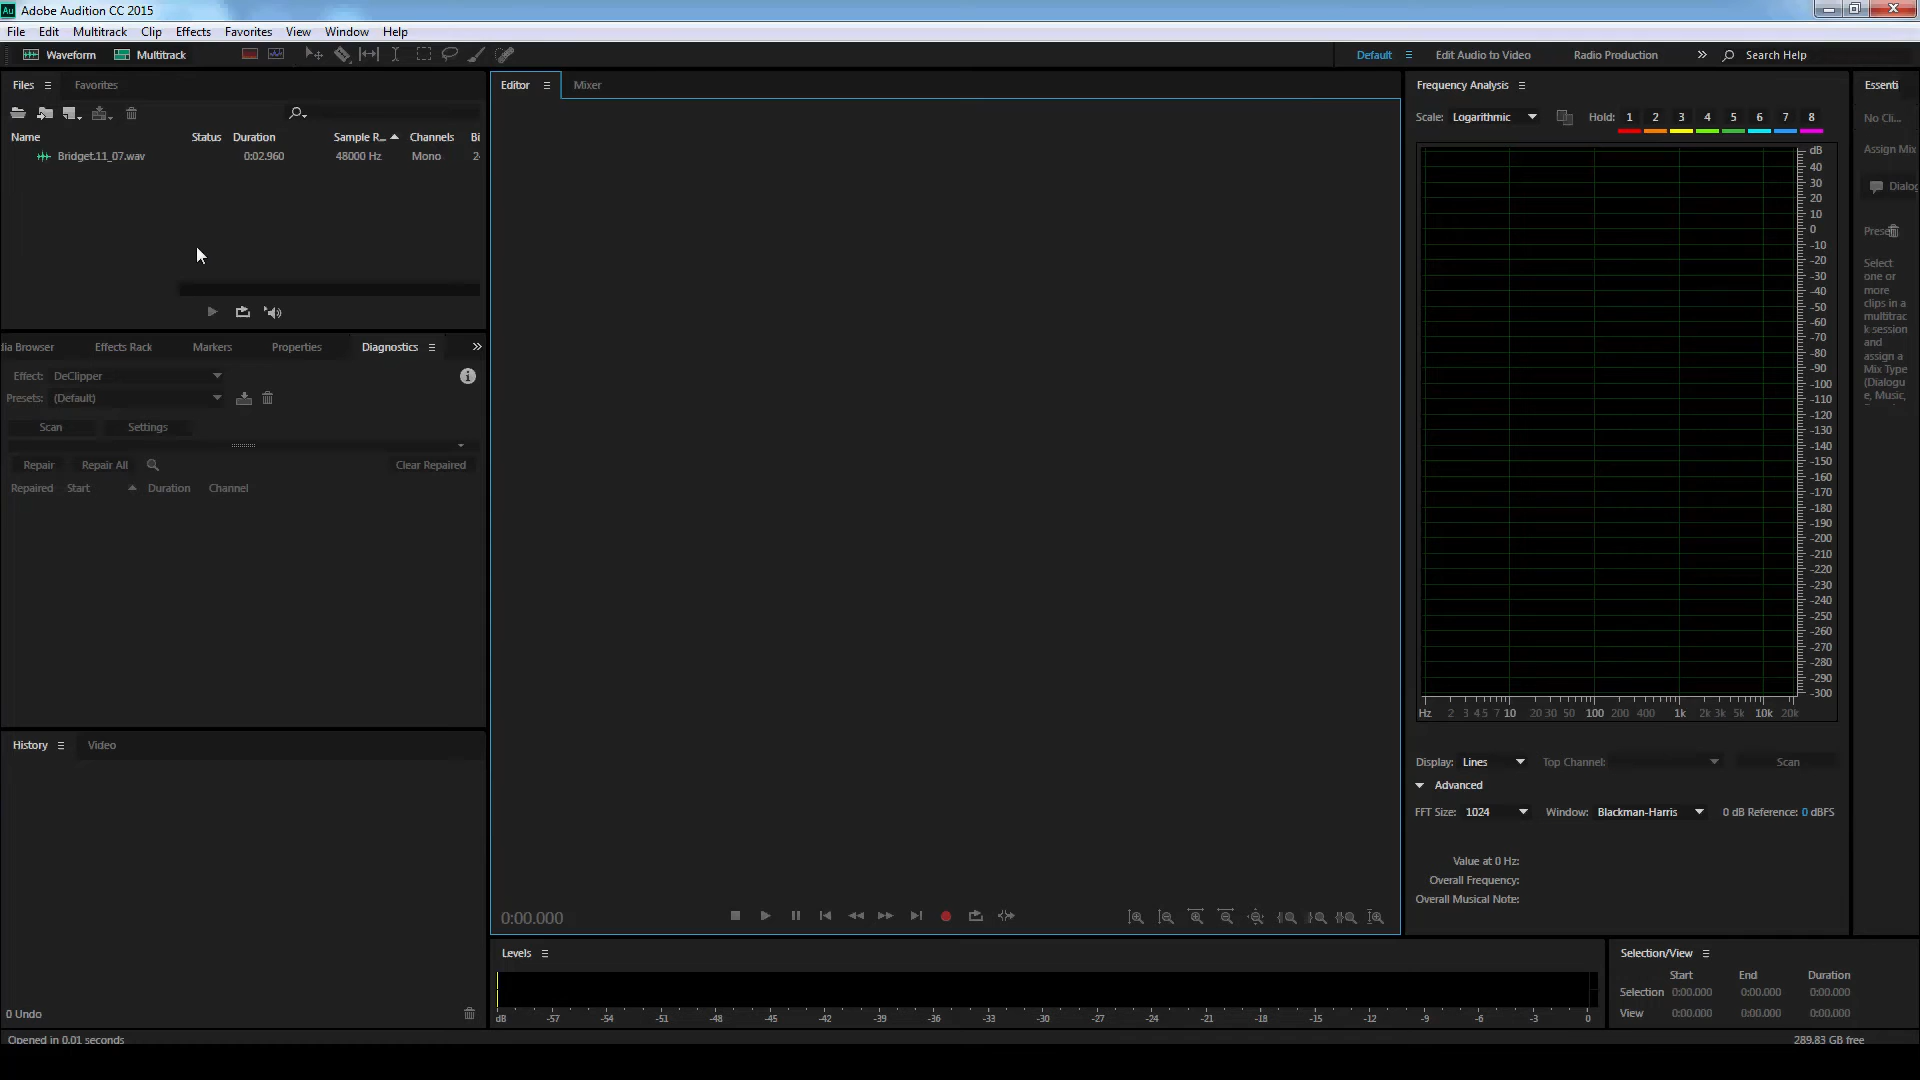 Au Adobe Audition CC 2015
File Edit Multitrack Clip Effects Favorites View Window Help
Waveform Multitrack
Default Edit Audio to Video Radio Production Search Help
Files Favorites
Name Status Duration Sample R... Channels Bi
Bridget.11_07.wav 0:02.960 48000 Hz Mono
dia Browser Effects Rack Markers Properties Diagnostics
Effect: DeClipper
Presets: (Default)
Scan Settings
Repair Repair All Clear Repaired
Repaired Start Duration Channel
History Video
0 Undo
Opened in 0.01 seconds
Editor Mixer
0:00.000
Levels
dB -57 -54 -51 -48 -45 -42 -39 -36 -33 -30 -27 -24 -21 -18 -15 -12 -9 -6 -3 0
Frequency Analysis
Scale: Logarithmic Hold: 1 2 3 4 5 6 7 8
dB
40
30
20
10
0
-10
-20
-30
-40
-50
-60
-70
-80
-90
-100
-110
-120
-130
-140
-150
-160
-170
-180
-190
-200
-210
-220
-230
-240
-250
-260
-270
-280
-290
-300
Hz 2 3 4 5 7 10 20 30 50 100 200 400 1k 2k 3k 5k 10k 20k
Display: Lines Top Channel: Scan
Advanced
FFT Size: 1024 Window: Blackman-Harris 0 dB Reference: 0 dBFS
Value at 0 Hz:
Overall Frequency:
Overall Musical Note:
Essenti
No Cli...
Assign Mix
Dialog
Prese
Select
one or
more
clips in a
multitrac
k session
and
assign a
Mix Type
(Dialogu
e, Music,
Selection/View
Start End Duration
Selection 0:00.000 0:00.000 0:00.000
View 0:00.000 0:00.000 0:00.000
289.83 GB free